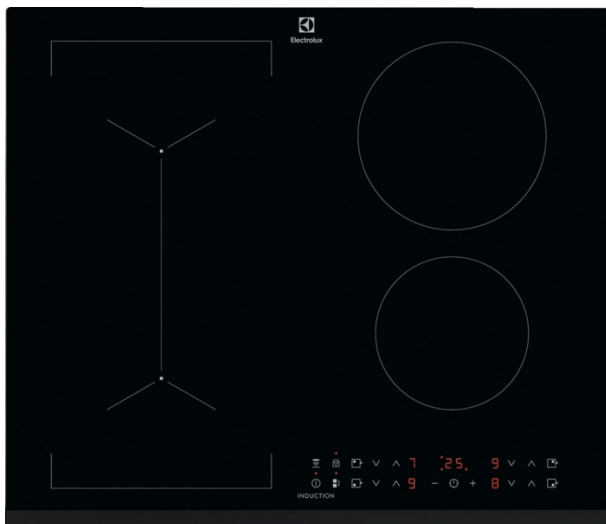 Electrolux
7 .25. 9
9 − + 8
INDUCTION